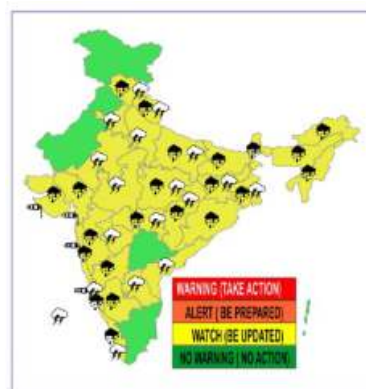 WARNING (TAKE ACTION)
ALERT ( BE PREPARED)
WATCH (BE UPDATED)
NO WARNING ( NO ACTION)